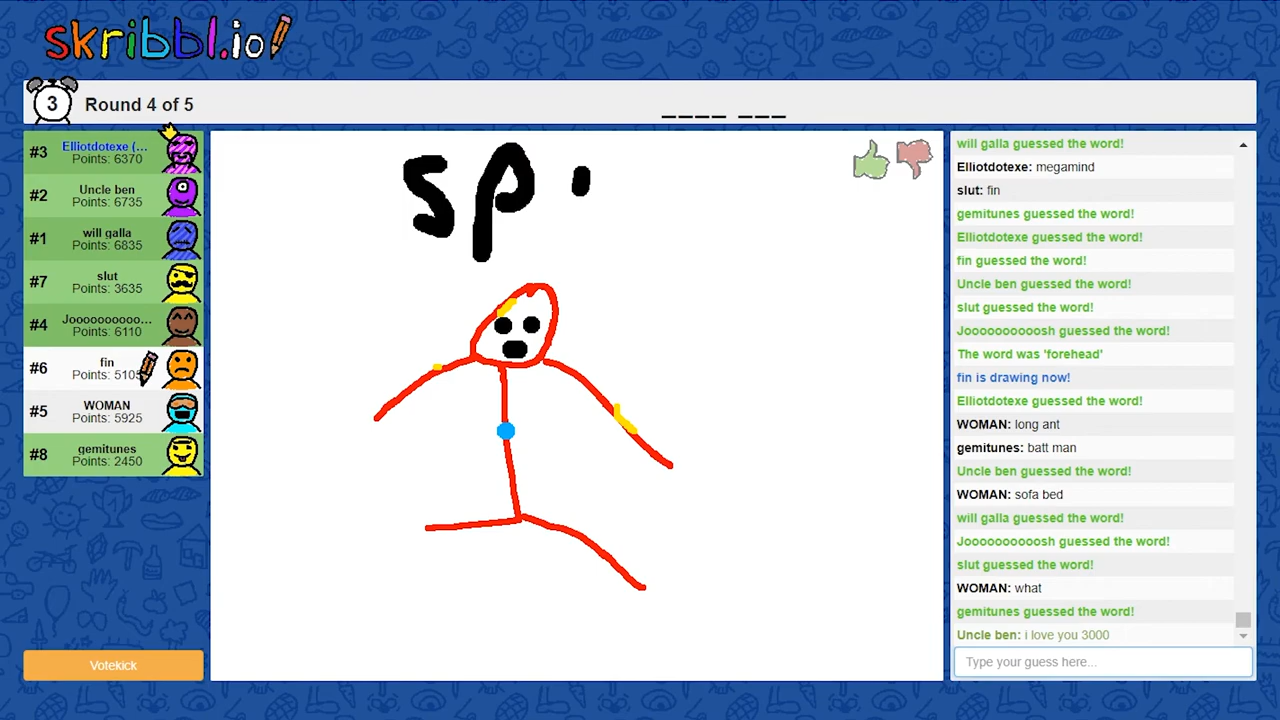 skribbl.io!
3
Round 4 of 5
____ ___
#3 Elliotdotexe (...
Points: 6370
#2 Uncle ben
Points: 6735
#1 will galla
Points: 6835
#7 slut
Points: 3635
#4 Joooooooooo...
Points: 6110
#6 fin
Points: 5105
#5 WOMAN
Points: 5925
#8 gemitunes
Points: 2450
Votekick
sp.
will galla guessed the word!
Elliotdotexe: megamind
slut: fin
gemitunes guessed the word!
Elliotdotexe guessed the word!
fin guessed the word!
Uncle ben guessed the word!
slut guessed the word!
Joooooooooosh guessed the word!
The word was 'forehead'
fin is drawing now!
Elliotdotexe guessed the word!
WOMAN: long ant
gemitunes: batt man
Uncle ben guessed the word!
WOMAN: sofa bed
will galla guessed the word!
Joooooooooosh guessed the word!
slut guessed the word!
WOMAN: what
gemitunes guessed the word!
Uncle ben: i love you 3000
Type your guess here...